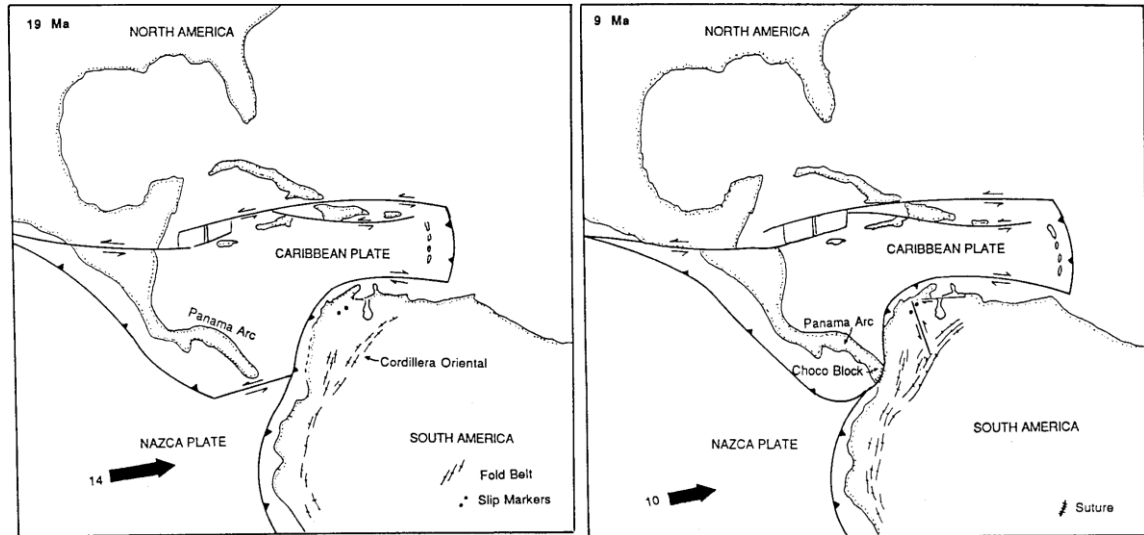 19 Ma
NORTH AMERICA
CARIBBEAN PLATE
Panama Arc
Cordillera Oriental
NAZCA PLATE
SOUTH AMERICA
14
Fold Belt
Slip Markers
9 Ma
NORTH AMERICA
CARIBBEAN PLATE
Panama Arc
Choco Block
SOUTH AMERICA
NAZCA PLATE
10
Suture